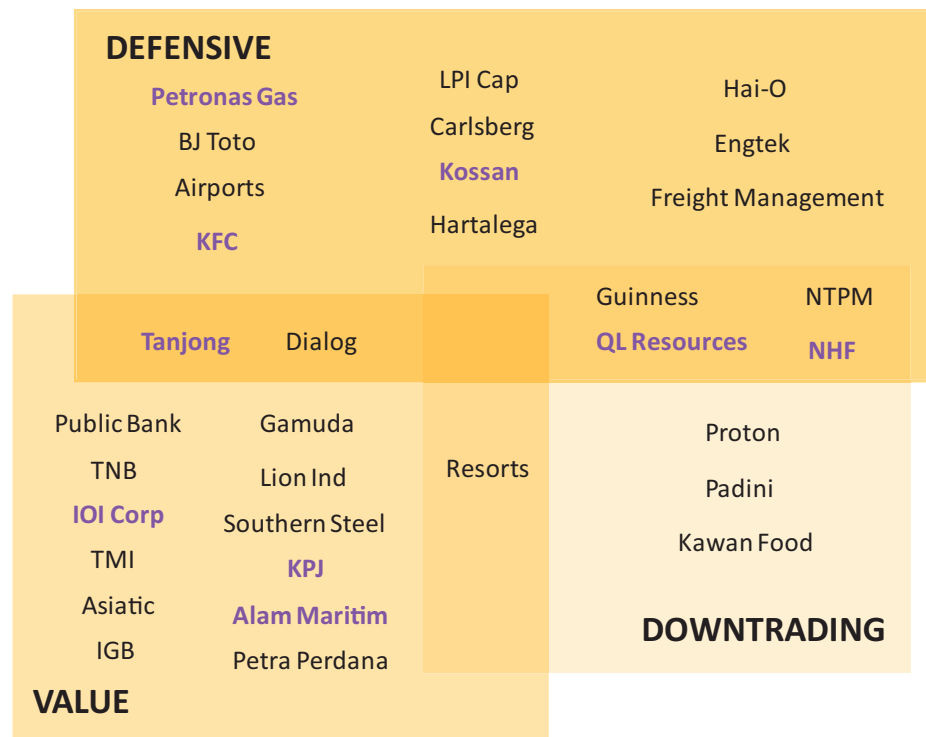 DEFENSIVE
Petronas Gas
BJ Toto
Airports
KFC
LPI Cap
Carlsberg
Kossan
Hartalega
Hai-O
Engtek
Freight Management
Guinness
QL Resources
NTPM
NHF
Tanjong
Dialog
Public Bank
TNB
IOI Corp
TMI
Asiatic
IGB
Gamuda
Lion Ind
Southern Steel
KPJ
Alam Maritim
Petra Perdana
VALUE
Resorts
Proton
Padini
Kawan Food
DOWNTRADING